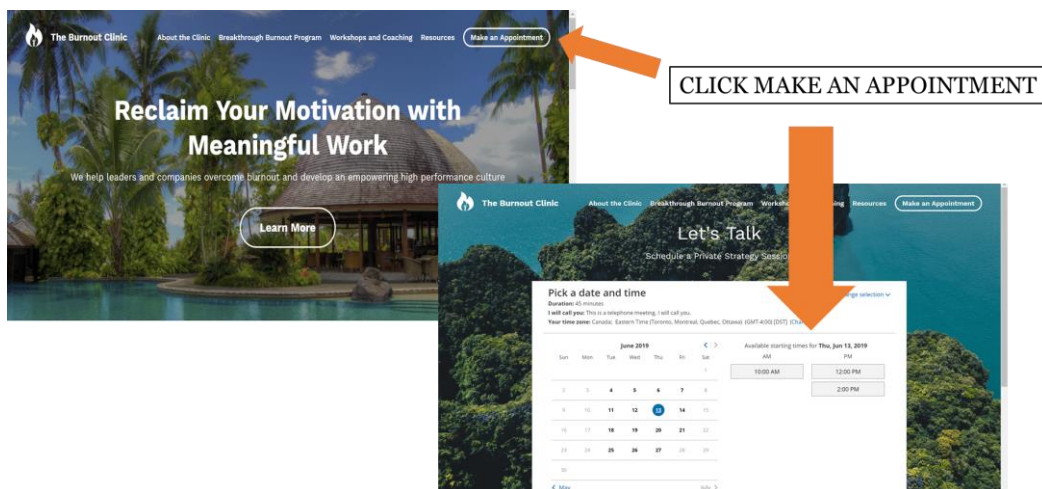 The Burnout Clinic
About the Clinic Breakthrough Burnout Program Workshops and Coaching Resources Make an Appointment
Reclaim Your Motivation with
Meaningful Work
We help leaders and companies overcome burnout and develop an empowering high performance culture
Learn More
CLICK MAKE AN APPOINTMENT
The Burnout Clinic
About the Clinic Breakthrough Burnout Program Resources Make an Appointment
Let's Talk
Schedule a Private Strategy
Pick a date and time
selection
Duration: 45 minutes
I will call you: This is a telephone meeting. I will call you.
Your time zone: Canada; Eastern Time (Toronto, Montreal, Quebec, Ottawa) (GMT-4:00) [DST]
June 2019
Sun Mon Tue Wed Thu Fri Sat
1
2 3 4 5 6 7 8
9 10 11 12 13 14 15
16 17 18 19 20 21 22
23 24 25 26 27 28 29
30
May July
Available starting times for Thu, Jun 13, 2019
AM PM
10:00 AM 12:00 PM
2:00 PM